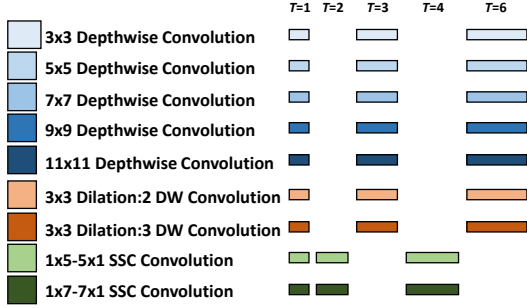 T=1 T=2 T=3 T=4 T=6
3x3 Depthwise Convolution
5x5 Depthwise Convolution
7x7 Depthwise Convolution
9x9 Depthwise Convolution
11x11 Depthwise Convolution
3x3 Dilation:2 DW Convolution
3x3 Dilation:3 DW Convolution
1x5-5x1 SSC Convolution
1x7-7x1 SSC Convolution